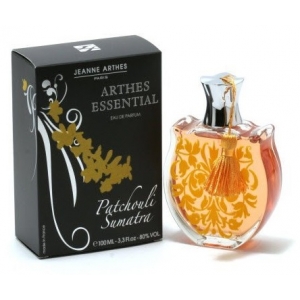 JEANNE ARTHES
PARIS
ARTHES
ESSENTIAL
EAU DE PARFUM
Patchouli
Sumatra
e 100 ML - 3,3 fl.oz - 80% VOL.